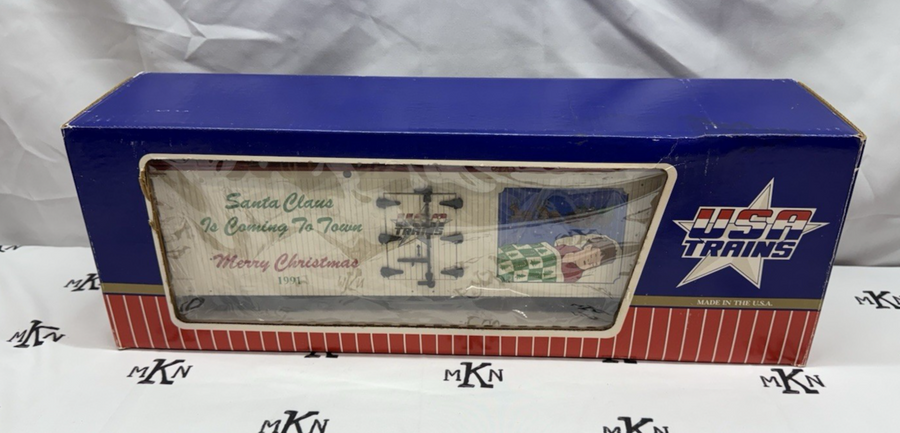 Santa Claus
Is Coming To Town
Merry Christmas
1991
USA
TRAINS
USA
TRAINS
MADE IN THE U.S.A.
MKN
MKN
MKN
MKN
MKN
MKN
MKN